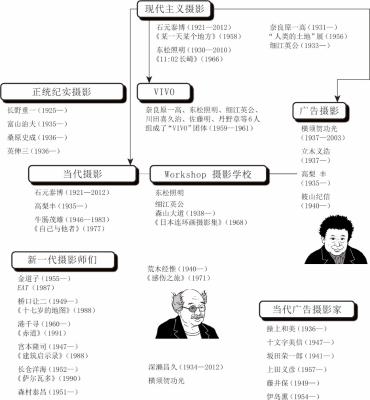 现代主义摄影
石元泰博(1921—2012)
《某一天某个地方》(1958)
东松照明(1930—2010)
《11:02 长崎》(1966)
奈良原一高(1931—)
“人类的土地”展(1956)
细江英公(1933—)
正统纪实摄影
长野重一(1925—)
富山治夫(1935—)
桑原史成(1936—)
英伸三(1936—)
VIVO
奈良原一高、东松照明、细江英公、
川田喜久治、佐藤明、丹野章等6人
组成了“VIVO”团体(1959—1961)
广告摄影
横须贺功光
(1937—2003)
立木义浩
(1937—)
高梨 丰
(1935—)
筱山纪信
(1940—)
当代摄影
石元泰博(1921—2012)
高梨丰(1935—)
牛肠茂雄(1946—1983)
《自己与他者》(1977)
Workshop 摄影学校
东松照明
细江英公
森山大道(1938—)
《日本连环画摄影集》(1968)
新一代摄影师们
金道子(1955—)
EAT (1987)
桥口让二(1949—)
《十七岁的地图》(1988)
港千寻(1960—)
《赤道》(1991)
宫本隆司(1947—)
《建筑启示录》(1988)
长仓洋海(1952—)
《萨尔瓦多》(1990)
森村泰昌(1951—)
荒木经惟(1940—)
《感伤之旅》(1971)
深濑昌久(1934—2012)
横须贺功光
当代广告摄影家
操上和美(1936—)
十文字美信(1947—)
坂田荣一郎(1941—)
上田义彦(1957—)
藤井保(1949—)
伊岛薰(1954—)